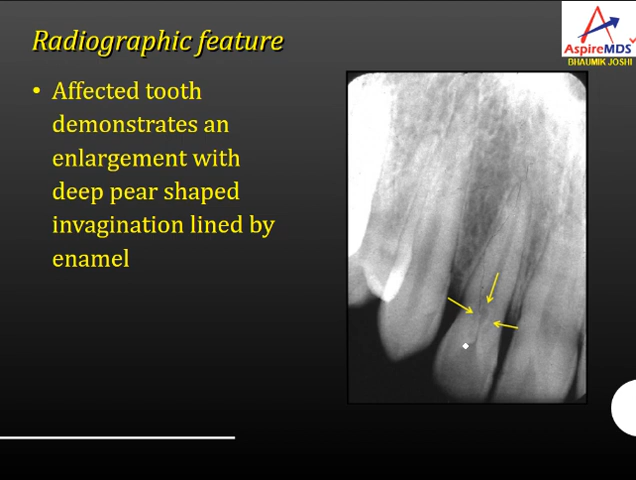 Radiographic feature
AspireMDS
BHAUMIK JOSHI
• Affected tooth
demonstrates an
enlargement with
deep pear shaped
invagination lined by
enamel